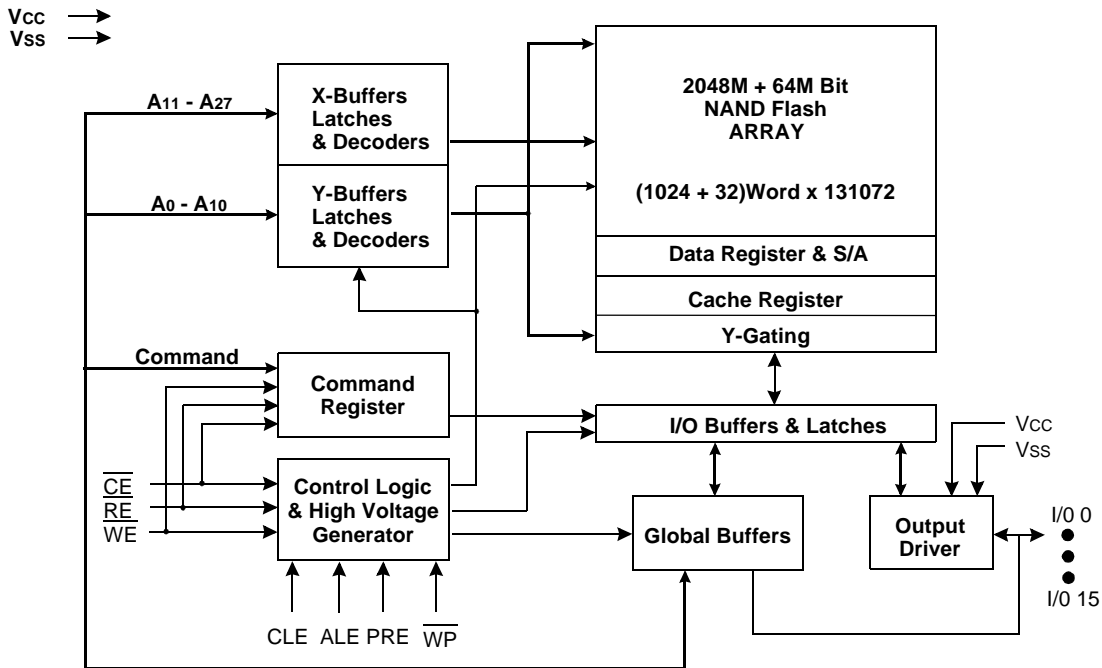 VCC
VSS
A11 - A27
X-Buffers
Latches
& Decoders
2048M + 64M Bit
NAND Flash
ARRAY
(1024 + 32)Word x 131072
A0 - A10
Y-Buffers
Latches
& Decoders
Data Register & S/A
Cache Register
Y-Gating
Command
Command
Register
I/O Buffers & Latches
VCC
VSS
CE
RE
WE
Control Logic
& High Voltage
Generator
Global Buffers
Output
Driver
I/0 0
I/0 15
CLE
ALE
PRE
WP